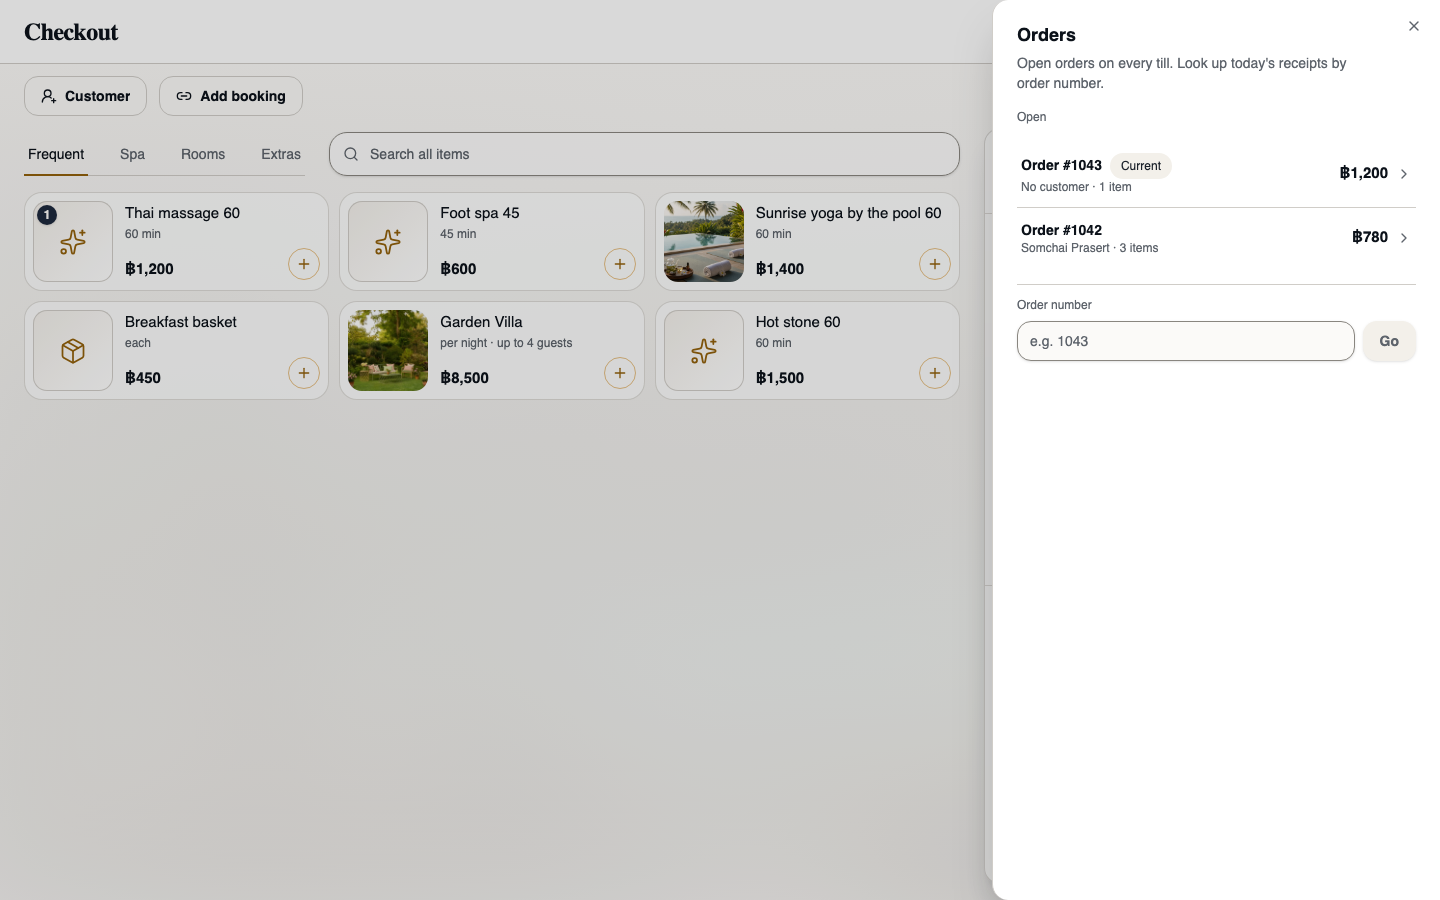 Checkout
Customer
Add booking
Frequent
Spa
Rooms
Extras
Search all items
1
Thai massage 60
60 min
฿1,200
Foot spa 45
45 min
฿600
Sunrise yoga by the pool 60
60 min
฿1,400
Breakfast basket
each
฿450
Garden Villa
per night · up to 4 guests
฿8,500
Hot stone 60
60 min
฿1,500
Orders
Open orders on every till. Look up today's receipts by
order number.
Open
Order #1043 Current
No customer · 1 item
฿1,200
Order #1042
Somchai Prasert · 3 items
฿780
Order number
e.g. 1043
Go